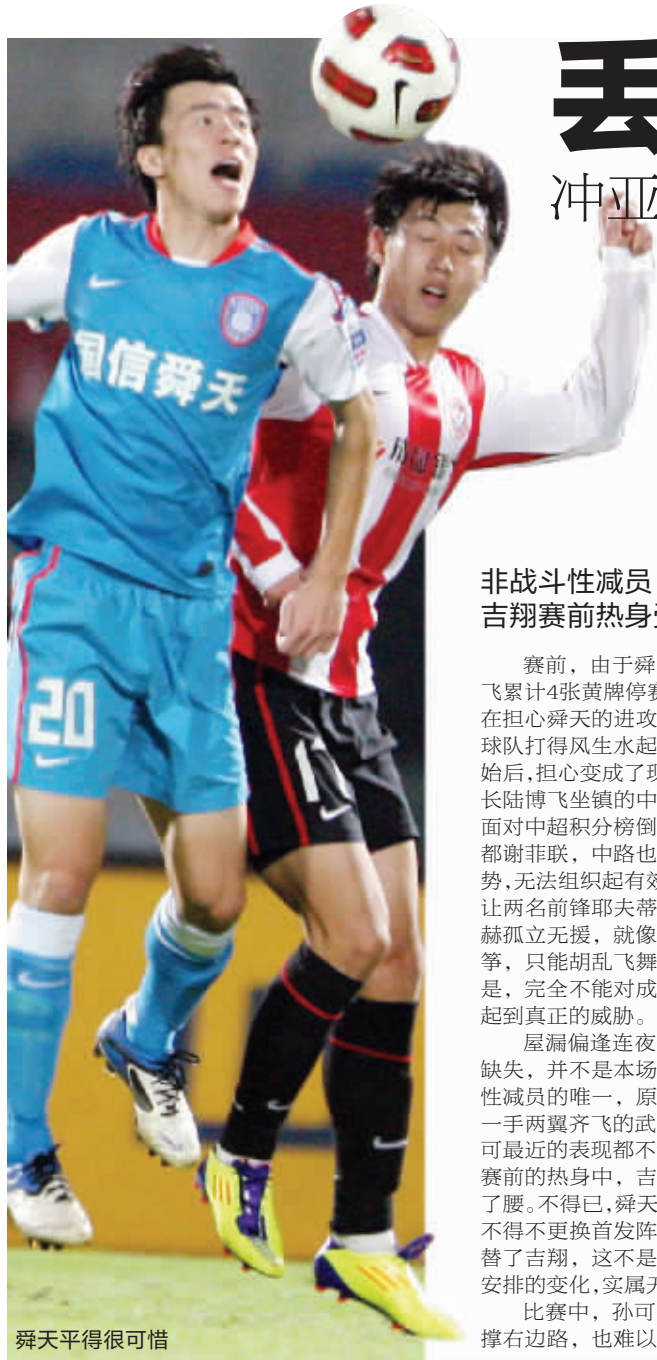 丢
冲亚
国信舜天
20
17
非战斗性减员
吉翔赛前热身
赛前，由于舜
飞累计4张黄牌停赛
在担心舜天的进攻
球队打得风生水起
始后，担心变成了现
长陆博飞坐镇的中
面对中超积分榜倒
都谢菲联，中路也
势，无法组织起有效
让两名前锋耶夫蒂
赫孤立无援，就像
筝，只能胡乱飞舞
是，完全不能对成
起到真正的威胁。
屋漏偏逢连夜
缺失，并不是本场
性减员的唯一，原
一手两翼齐飞的武
可最近的表现都不
赛前的热身中，吉
了腰。不得已，舜天
不得不更换首发阵
替了吉翔，这不是
安排的变化，实属无
比赛中，孙可
撑右边路，也难以
舜天平得很可惜